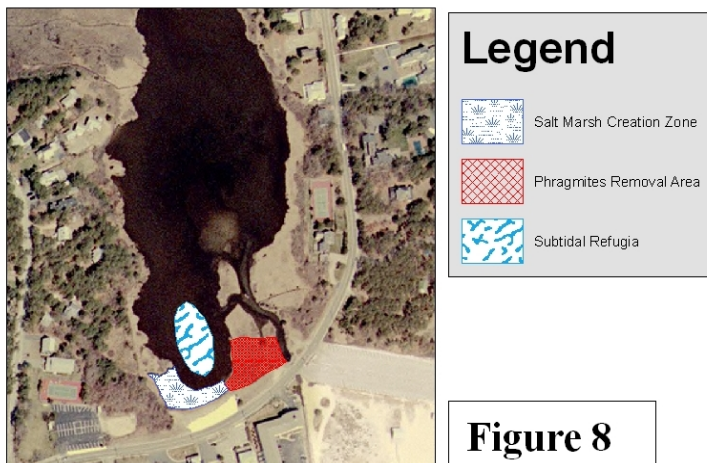 Legend
Salt Marsh Creation Zone
Phragmites Removal Area
Subtidal Refugia
Figure 8